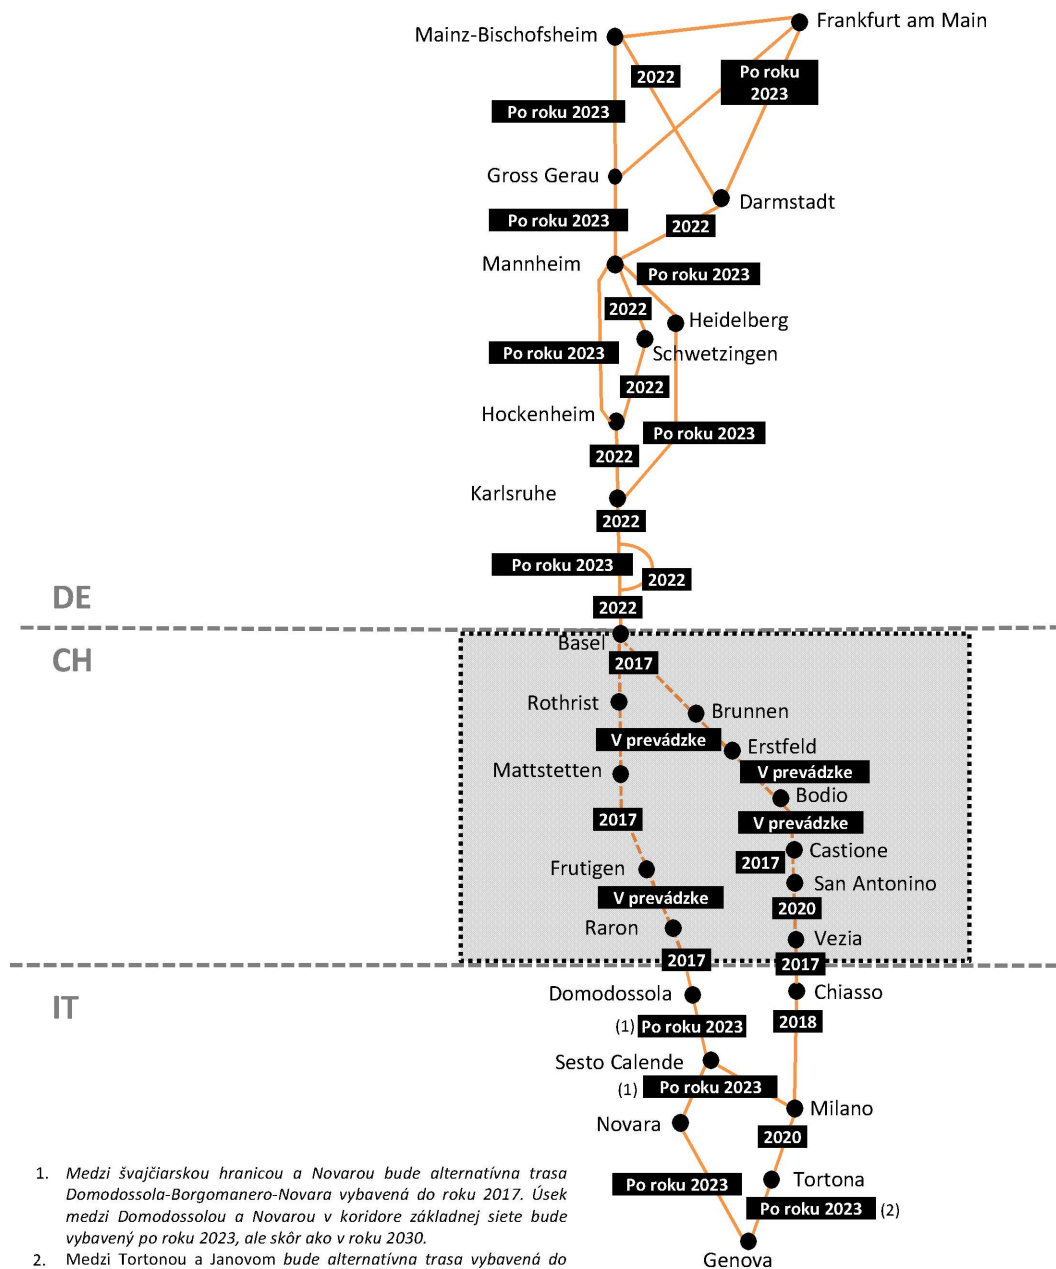 Frankfurt am Main
Mainz-Bischofsheim
2022
Po roku
2023
Po roku 2023
Gross Gerau
Darmstadt
Po roku 2023
2022
Mannheim
Po roku 2023
2022
Heidelberg
Po roku 2023
Schwetzingen
2022
Hockenheim
Po roku 2023
2022
Karlsruhe
2022
Po roku 2023
2022
DE
2022
CH
Basel
2017
Rothrist
Brunnen
V prevádzke
Erstfeld
Mattstetten
V prevádzke
Bodio
2017
V prevádzke
Castione
Frutigen
2017
San Antonino
V prevádzke
2020
Raron
Vezia
2017
2017
IT
Domodossola
Chiasso
(1) Po roku 2023
2018
Sesto Calende
(1) Po roku 2023
Milano
Novara
2020
Tortona
Po roku 2023
Po roku 2023 (2)
Genova
1. Medzi švajčiarskou hranicou a Novarou bude alternatívna trasa
Domodossola-Borgomanero-Novara vybavená do roku 2017. Úsek
medzi Domodossolou a Novarou v koridore základnej siete bude
vybavený po roku 2023, ale skôr ako v roku 2030.
2. Medzi Tortonou a Janovom bude alternatívna trasa vybavená do